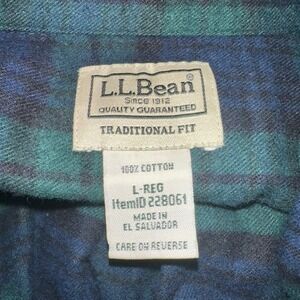 L.L.Bean
SINCE 1912
QUALITY GUARANTEED
TRADITIONAL FIT
100% COTTON
L-REG
ItemID 228061
MADE IN
EL SALVADOR
CARE ON REVERSE